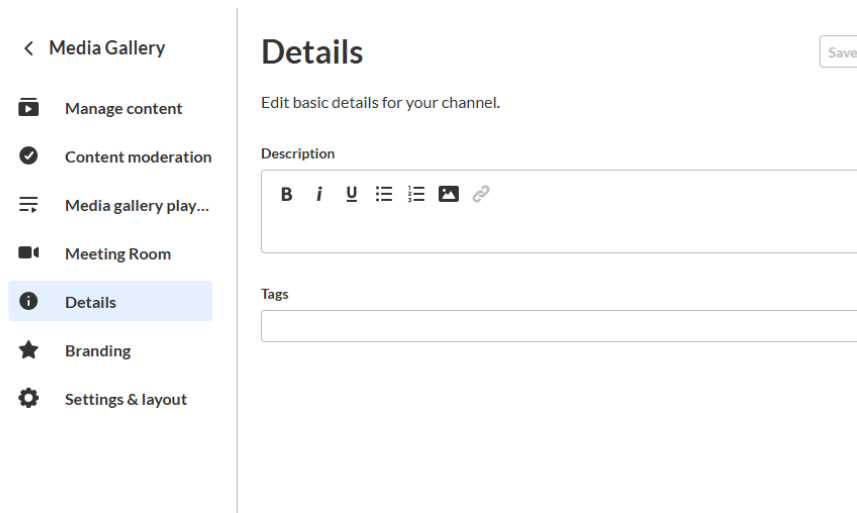 Media Gallery
Manage content
Content moderation
Media gallery play...
Meeting Room
Details
Branding
Settings & layout
Details
Save
Edit basic details for your channel.
Description
B i U
Tags